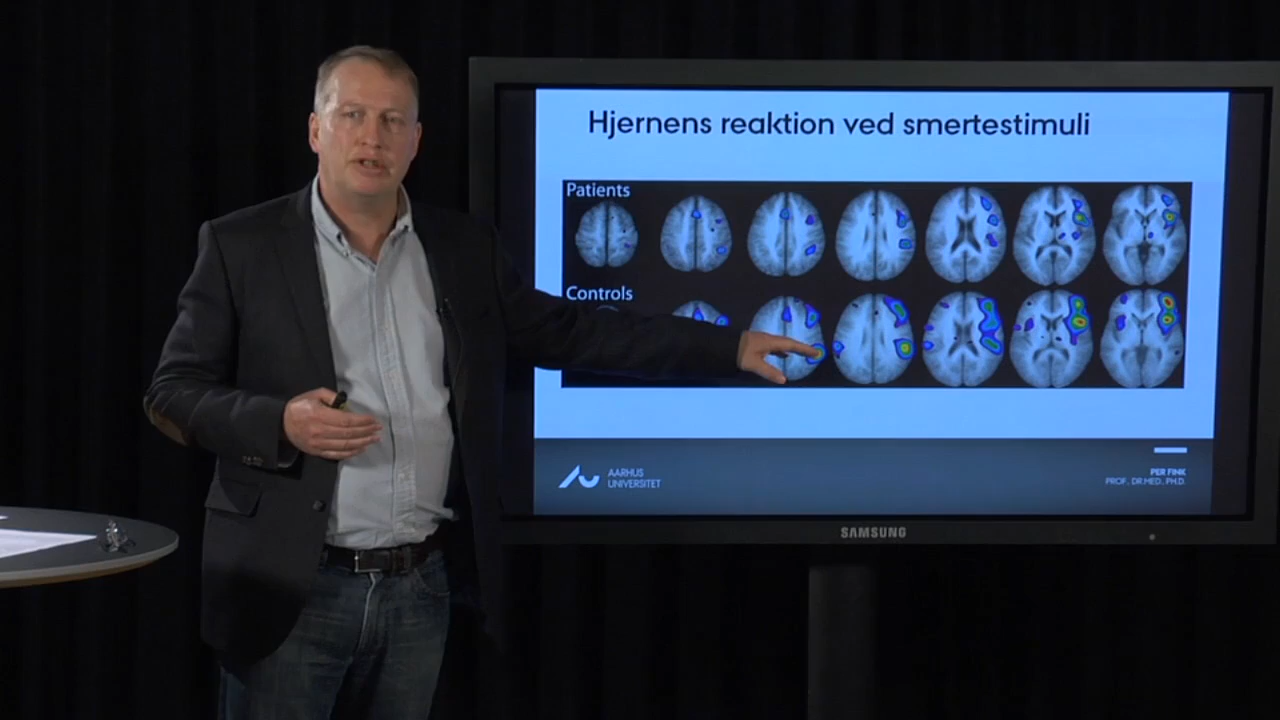 Hjernens reaktion ved smertestimuli
Patients
Controls
AARHUS
UNIVERSITET
PER FINK
PROF., DR.MED., PH.D.
SAMSUNG